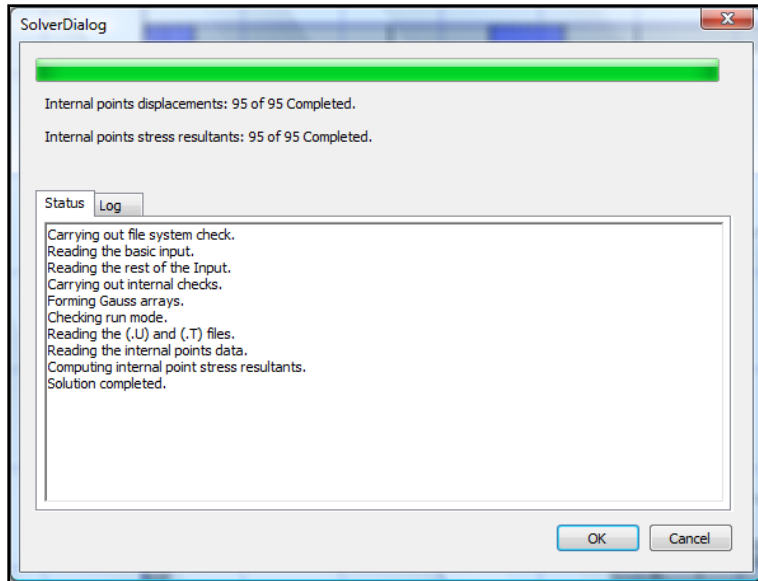 SolverDialog
Internal points displacements: 95 of 95 Completed.
Internal points stress resultants: 95 of 95 Completed.
Status Log
Carrying out file system check.
Reading the basic input.
Reading the rest of the Input.
Carrying out internal checks.
Forming Gauss arrays.
Checking run mode.
Reading the (.U) and (.T) files.
Reading the internal points data.
Computing internal point stress resultants.
Solution completed.
OK Cancel